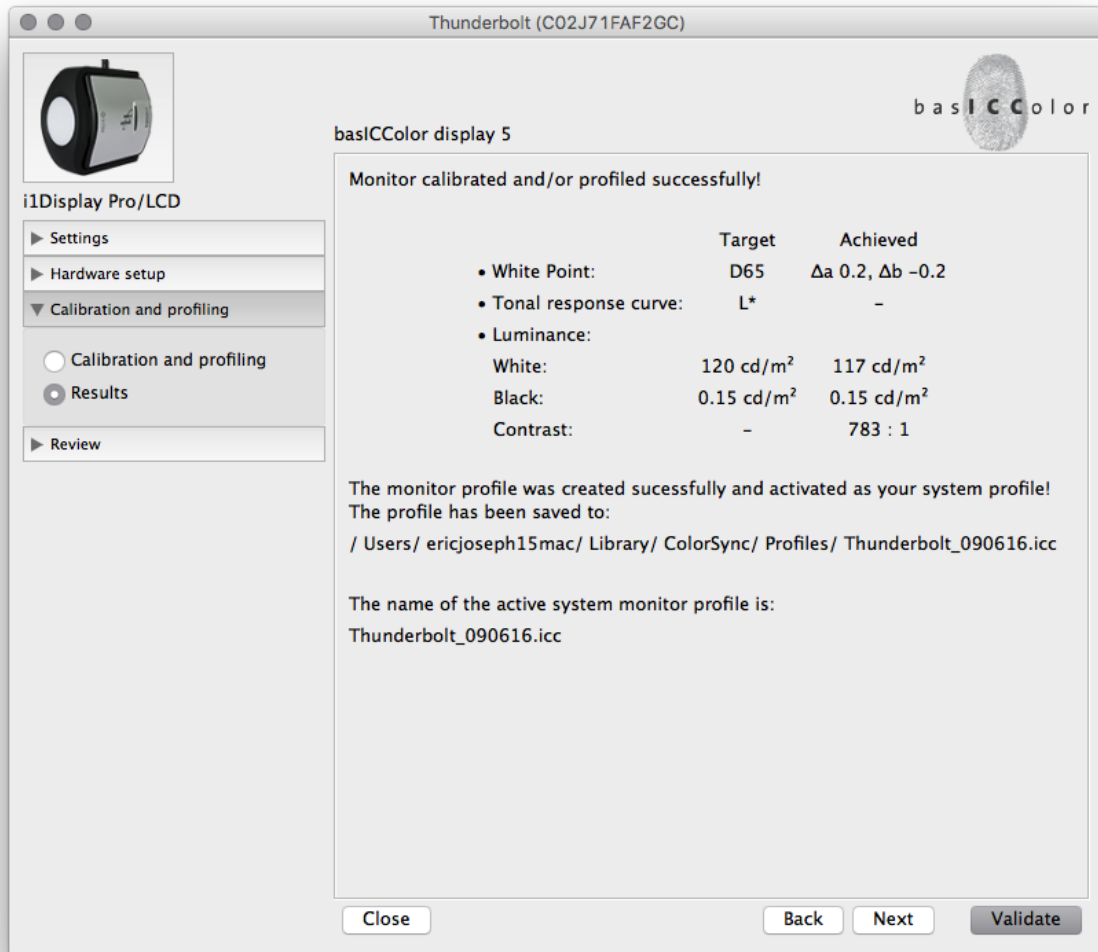 Thunderbolt (C02J71FAF2GC)
basICColor
i1Display Pro/LCD
Settings
Hardware setup
Calibration and profiling
Calibration and profiling
Results
Review
basICColor display 5
Monitor calibrated and/or profiled successfully!
Target Achieved
• White Point: D65 Δa 0.2, Δb -0.2
• Tonal response curve: L* –
• Luminance:
White: 120 cd/m² 117 cd/m²
Black: 0.15 cd/m² 0.15 cd/m²
Contrast: – 783 : 1
The monitor profile was created sucessfully and activated as your system profile!
The profile has been saved to:
/ Users/ ericjoseph15mac/ Library/ ColorSync/ Profiles/ Thunderbolt_090616.icc
The name of the active system monitor profile is:
Thunderbolt_090616.icc
Close Back Next Validate